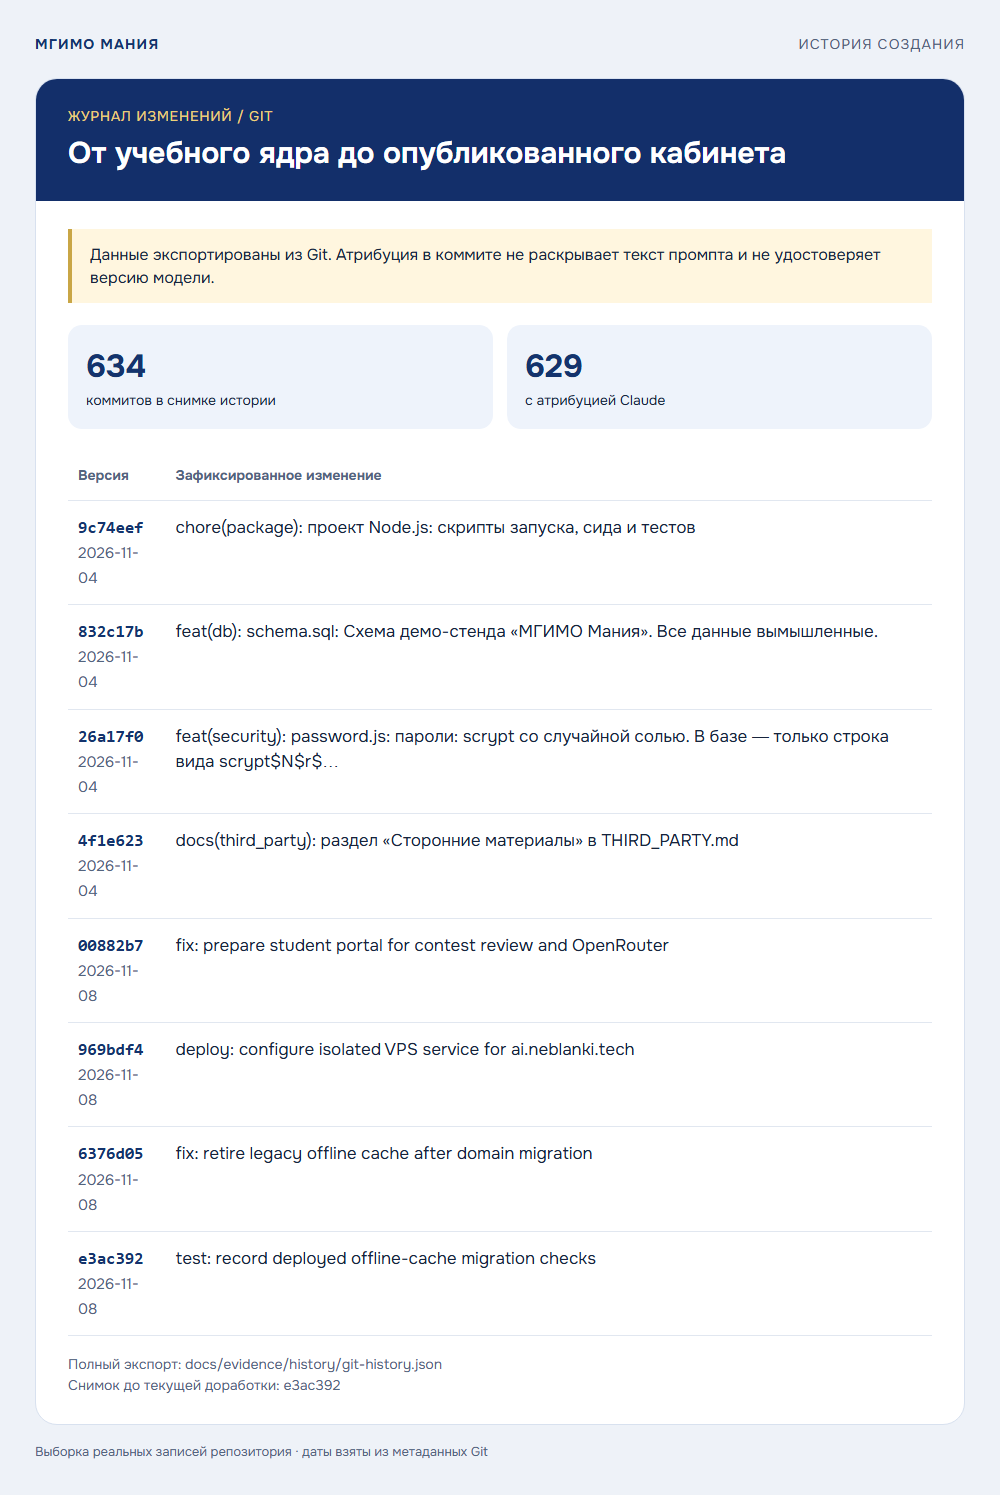 МГИМО МАНИЯ
ИСТОРИЯ СОЗДАНИЯ
ЖУРНАЛ ИЗМЕНЕНИЙ / GIT
От учебного ядра до опубликованного кабинета
Данные экспортированы из Git. Атрибуция в коммите не раскрывает текст промпта и не удостоверяет
версию модели.
634
коммитов в снимке истории
629
с атрибуцией Claude
Версия
Зафиксированное изменение
9c74eef
chore(package): проект Node.js: скрипты запуска, сида и тестов
2026-11-
04
832c17b
feat(db): schema.sql: Схема демо-стенда «МГИМО Мания». Все данные вымышленные.
2026-11-
04
26a17f0
feat(security): password.js: пароли: scrypt со случайной солью. В базе — только строка
вида scrypt$N$r$…
2026-11-
04
4f1e623
docs(third_party): раздел «Сторонние материалы» в THIRD_PARTY.md
2026-11-
04
00882b7
fix: prepare student portal for contest review and OpenRouter
2026-11-
08
969bdf4
deploy: configure isolated VPS service for ai.neblanki.tech
2026-11-
08
6376d05
fix: retire legacy offline cache after domain migration
2026-11-
08
e3ac392
test: record deployed offline-cache migration checks
2026-11-
08
Полный экспорт: docs/evidence/history/git-history.json
Снимок до текущей доработки: e3ac392
Выборка реальных записей репозитория · даты взяты из метаданных Git